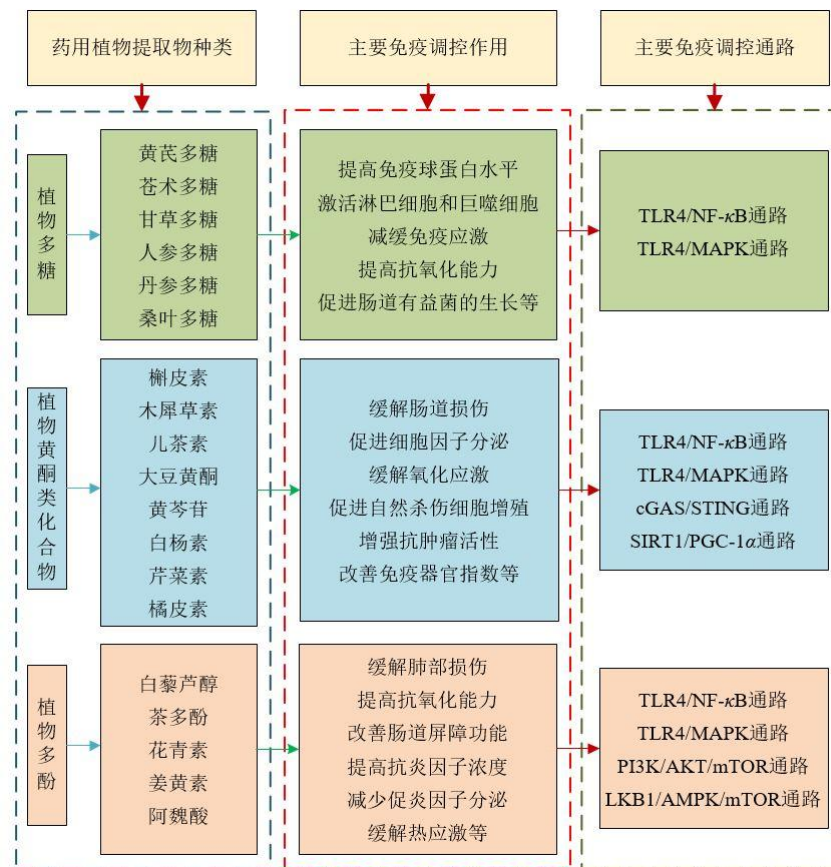 药用植物提取物种类
主要免疫调控作用
主要免疫调控通路
植物多糖
黄芪多糖
苍术多糖
甘草多糖
人参多糖
丹参多糖
桑叶多糖
提高免疫球蛋白水平
激活淋巴细胞和巨噬细胞
减缓免疫应激
提高抗氧化能力
促进肠道有益菌的生长等
TLR4/NF-κB通路
TLR4/MAPK通路
植物黄酮类化合物
槲皮素
木犀草素
儿茶素
大豆黄酮
黄芩苷
白杨素
芹菜素
橘皮素
缓解肠道损伤
促进细胞因子分泌
缓解氧化应激
促进自然杀伤细胞增殖
增强抗肿瘤活性
改善免疫器官指数等
TLR4/NF-κB通路
TLR4/MAPK通路
cGAS/STING通路
SIRT1/PGC-1α通路
植物多酚
白藜芦醇
茶多酚
花青素
姜黄素
阿魏酸
缓解肺部损伤
提高抗氧化能力
改善肠道屏障功能
提高抗炎因子浓度
减少促炎因子分泌
缓解热应激等
TLR4/NF-κB通路
TLR4/MAPK通路
PI3K/AKT/mTOR通路
LKB1/AMPK/mTOR通路